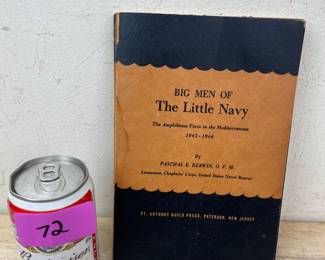 BIG MEN OF
The Little Navy
The Amphibious Force in the Mediterranean
1943-1944
By
PASCHAL E. KERWIN, O. F. M.
Lieutenant, Chaplains' Corps, United States Naval Reserve
ST. ANTHONY GUILD PRESS, PATERSON, NEW JERSEY
72